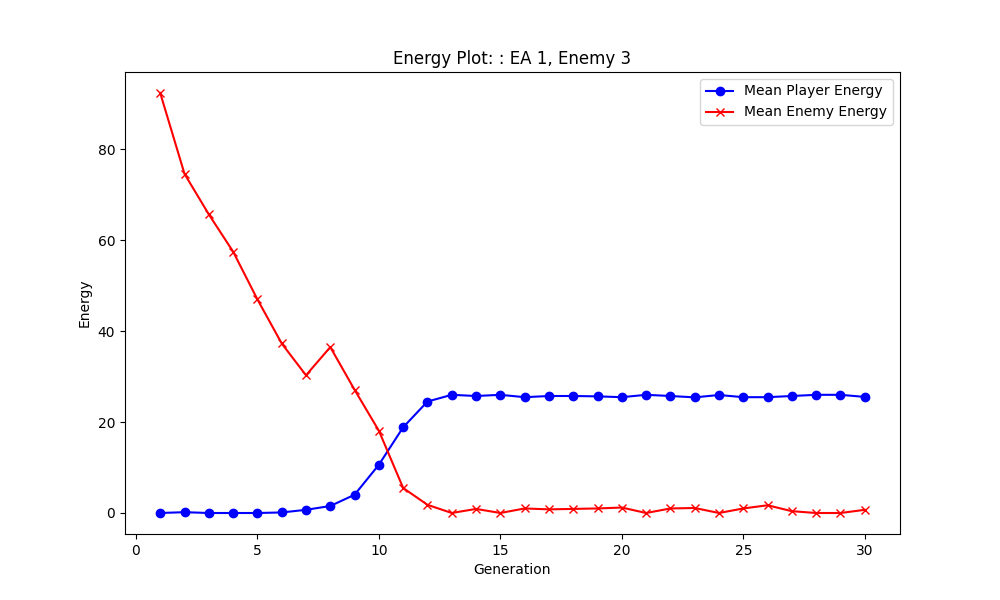 Energy Plot: : EA 1, Enemy 3
Mean Player Energy
Mean Enemy Energy
Energy
80
60
40
20
0
0 5 10 15 20 25 30
Generation